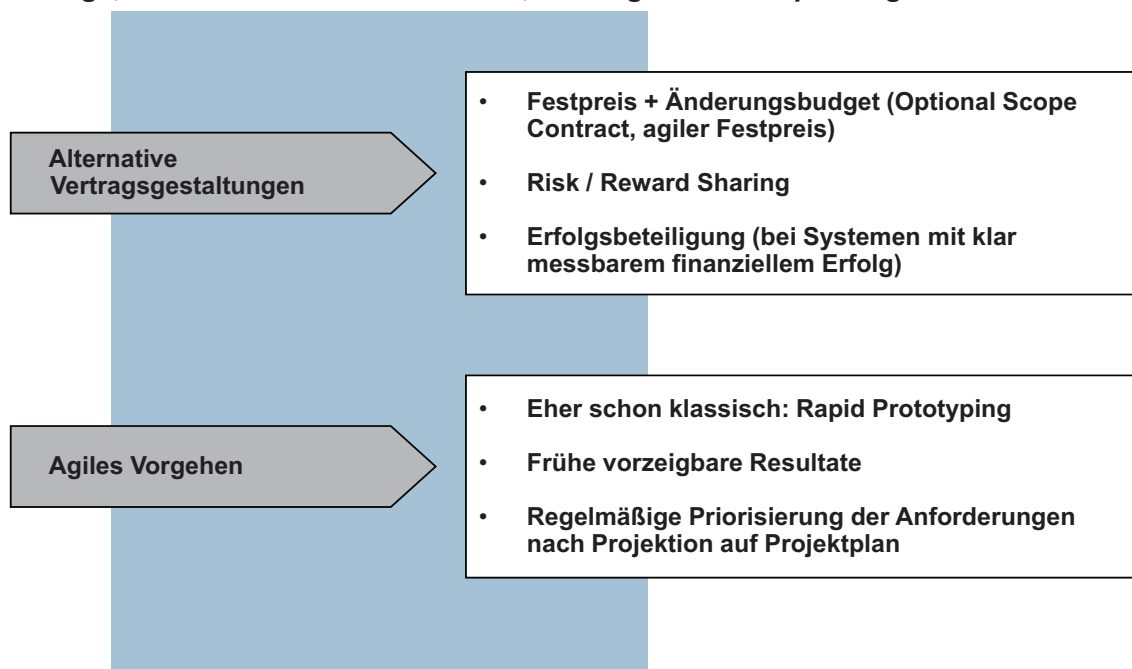 Alternative
Vertragsgestaltungen
• Festpreis + Änderungsbudget (Optional Scope
Contract, agiler Festpreis)
• Risk / Reward Sharing
• Erfolgsbeteiligung (bei Systemen mit klar
messbarem finanziellem Erfolg)
Agiles Vorgehen
• Eher schon klassisch: Rapid Prototyping
• Frühe vorzeigbare Resultate
• Regelmäßige Priorisierung der Anforderungen
nach Projektion auf Projektplan